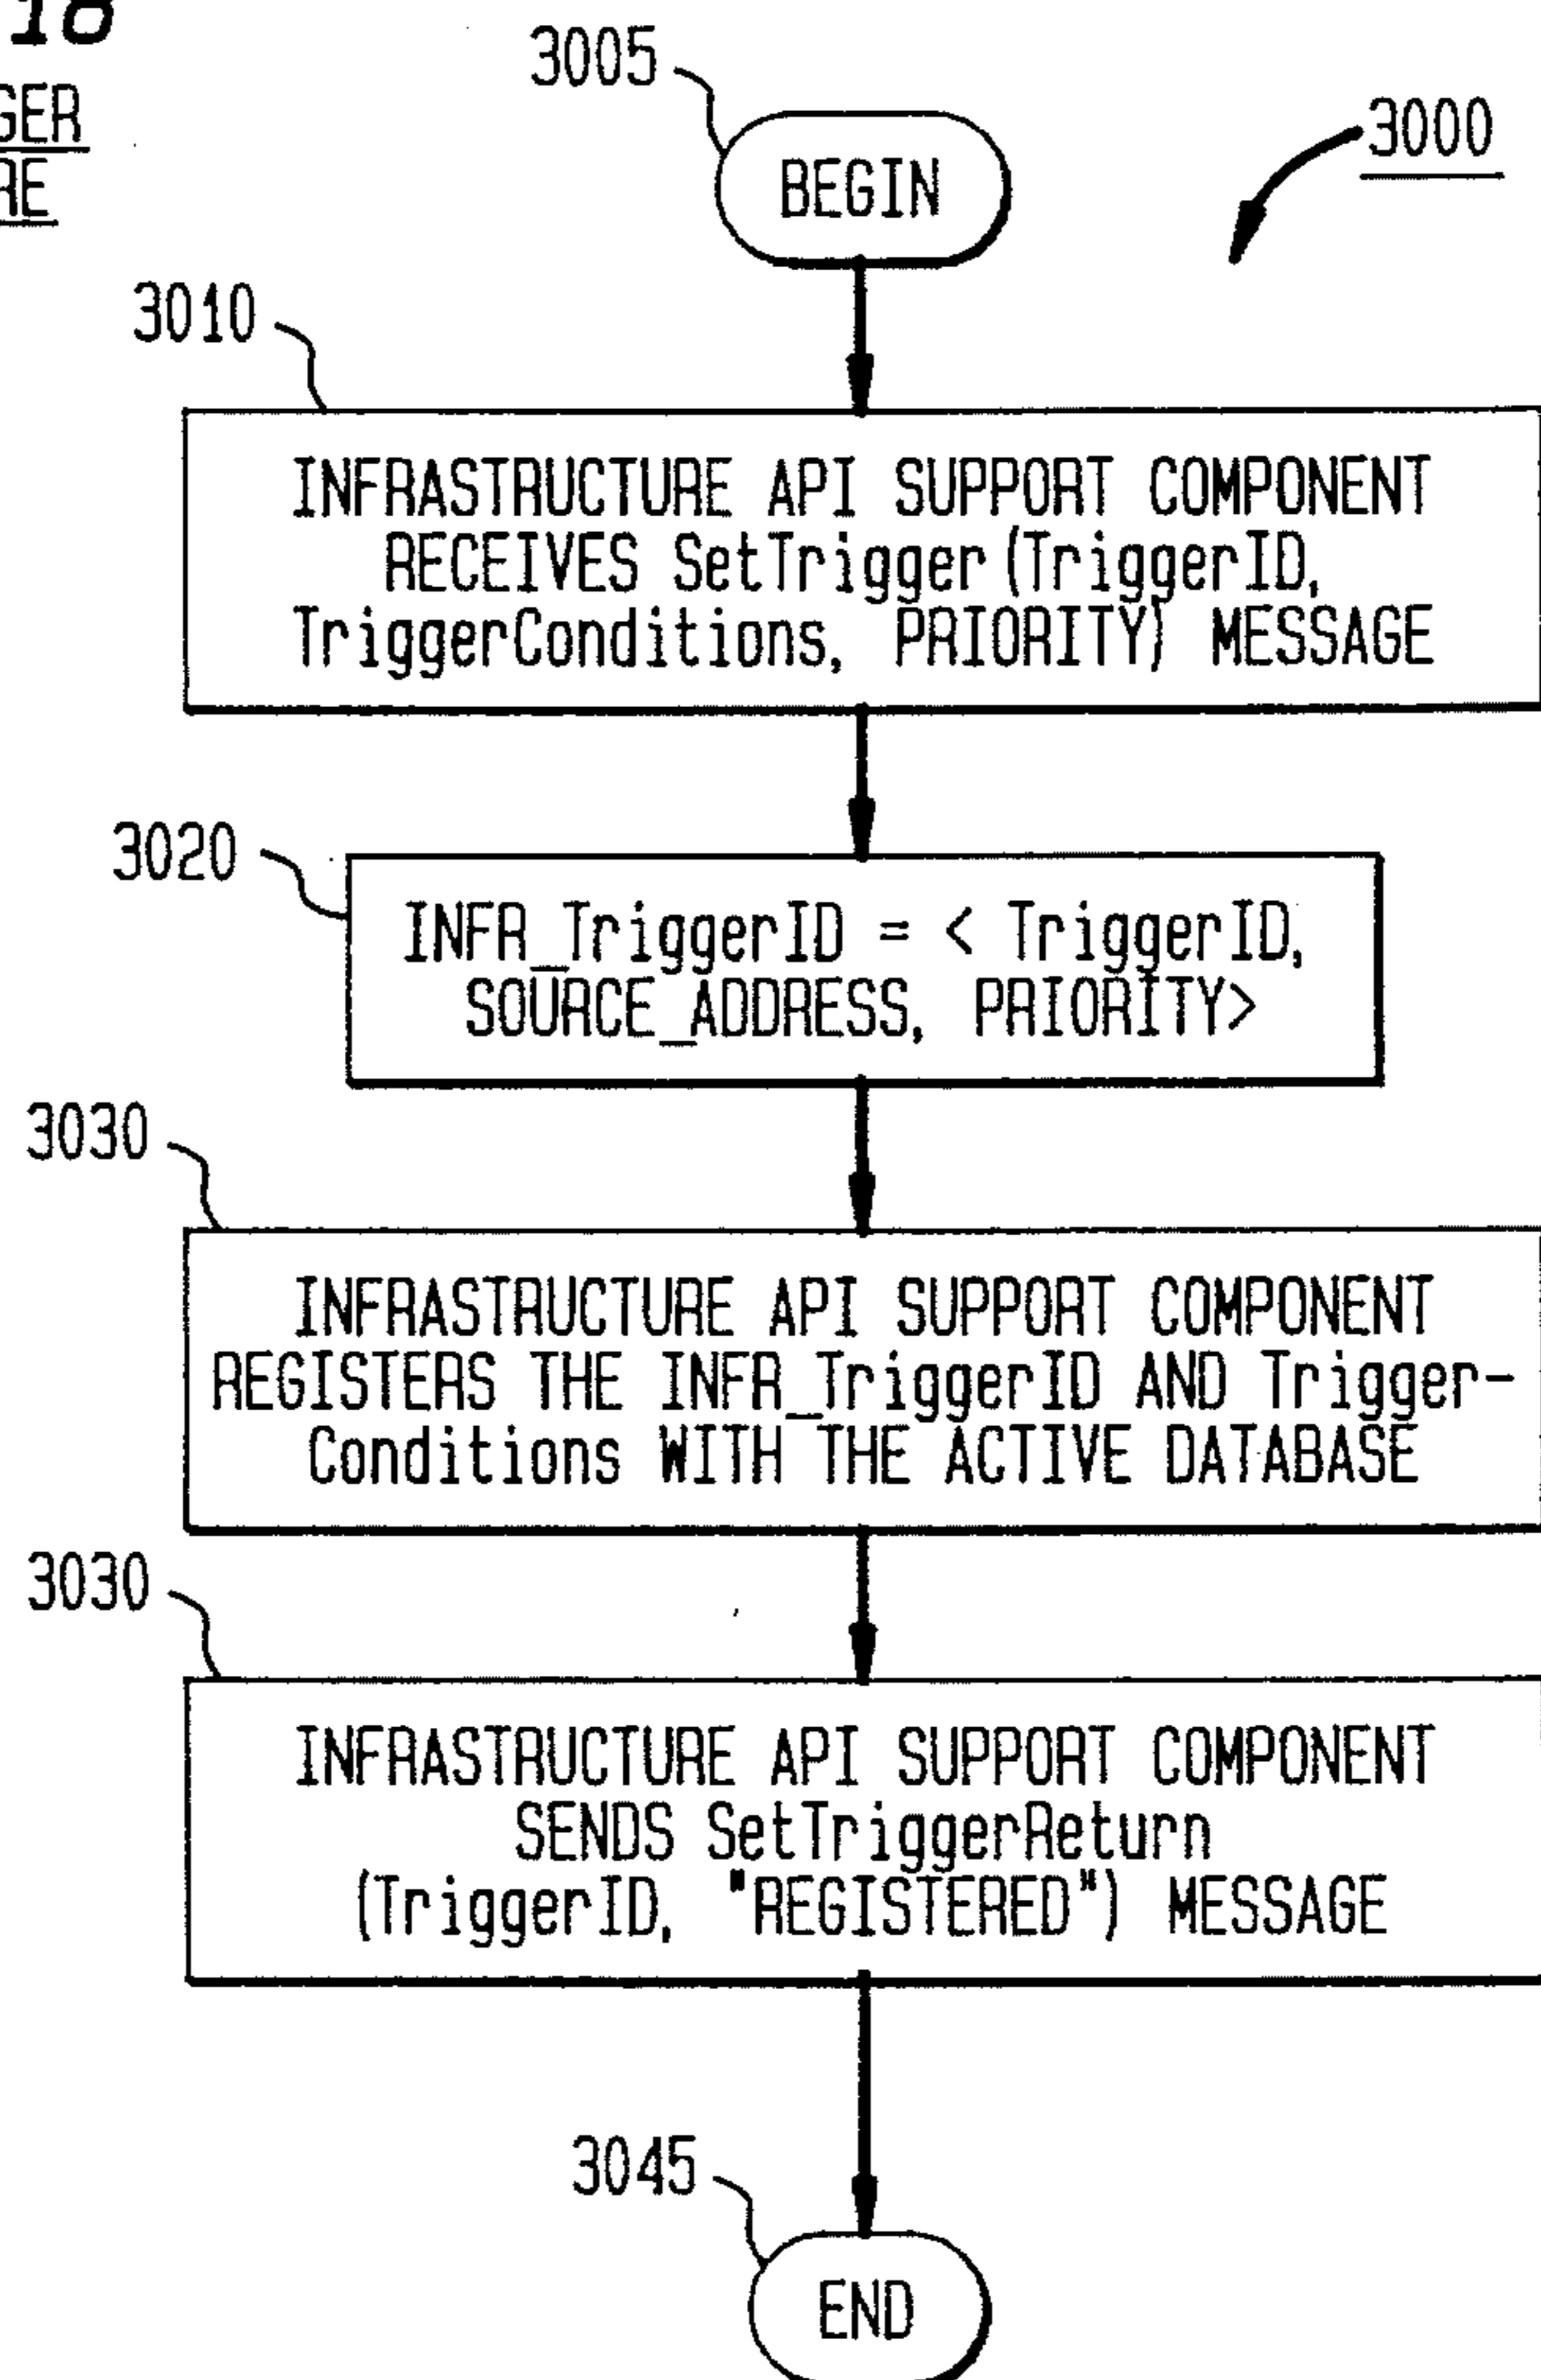 18
GER
RE
3005
BEGIN
3000
3010
INFRASTRUCTURE API SUPPORT COMPONENT
RECEIVES SetTrigger (TriggerID,
TriggerConditions, PRIORITY) MESSAGE
3020
INFR_TriggerID = < TriggerID,
SOURCE_ADDRESS, PRIORITY>
3030
INFRASTRUCTURE API SUPPORT COMPONENT
REGISTERS THE INFR_TriggerID AND Trigger-
Conditions WITH THE ACTIVE DATABASE
3030
INFRASTRUCTURE API SUPPORT COMPONENT
SENDS SetTriggerReturn
(TriggerID, "REGISTERED") MESSAGE
3045
END